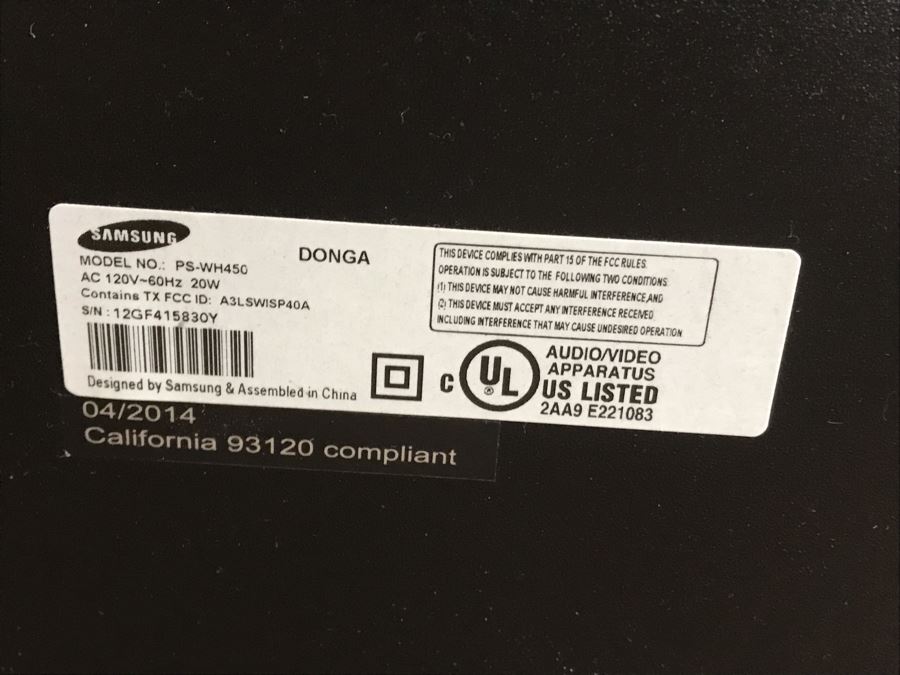 SAMSUNG
MODEL NO.: PS-WH450
AC 120V~60Hz 20W
Contains TX FCC ID: A3LSWISP40A
S/N : 12GF415830Y
Designed by Samsung & Assembled in China
DONGA
THIS DEVICE COMPLIES WITH PART 15 OF THE FCC RULES.
OPERATION IS SUBJECT TO THE FOLLOWING TWO CONDITIONS.
(1) THIS DEVICE MAY NOT CAUSE HARMFUL INTERFERENCE,AND
(2) THIS DEVICE MUST ACCEPT ANY INTERFERENCE RECEIVED
INCLUDING INTERFERENCE THAT MAY CAUSE UNDESIRED OPERATION
C UL ®
AUDIO/VIDEO
APPARATUS
US LISTED
2AA9 E221083
04/2014
California 93120 compliant